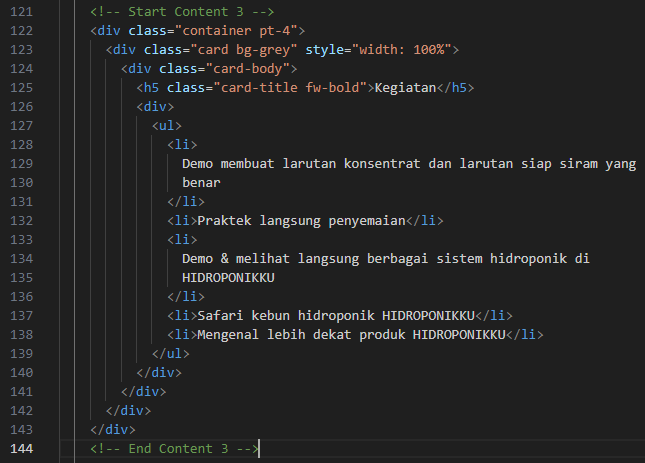 121 <!-- Start Content 3 -->
122 <div class="container pt-4">
123 <div class="card bg-grey" style="width: 100%">
124 <div class="card-body">
125 <h5 class="card-title fw-bold">Kegiatan</h5>
126 <div>
127 <ul>
128 <li>
129 Demo membuat larutan konsentrat dan larutan siap siram yang
130 benar
131 </li>
132 <li>Praktek langsung penyemaian</li>
133 <li>
134 Demo & melihat langsung berbagai sistem hidroponik di
135 HIDROPONIKKU
136 </li>
137 <li>Safari kebun hidroponik HIDROPONIKKU</li>
138 <li>Mengenal lebih dekat produk HIDROPONIKKU</li>
139 </ul>
140 </div>
141 </div>
142 </div>
143 </div>
144 <!-- End Content 3 -->